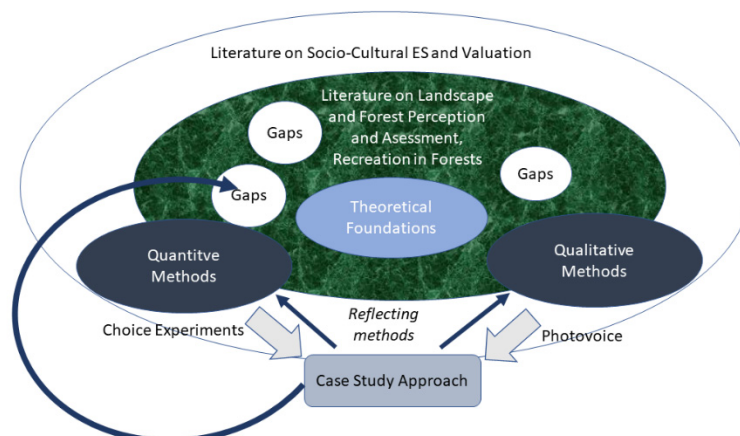 Literature on Socio-Cultural ES and Valuation
Literature on Landscape
and Forest Perception
and Asessment,
Recreation in Forests
Gaps
Gaps
Gaps
Theoretical
Foundations
Quantitve
Methods
Qualitative
Methods
Choice Experiments
Reflecting
methods
Photovoice
Case Study Approach